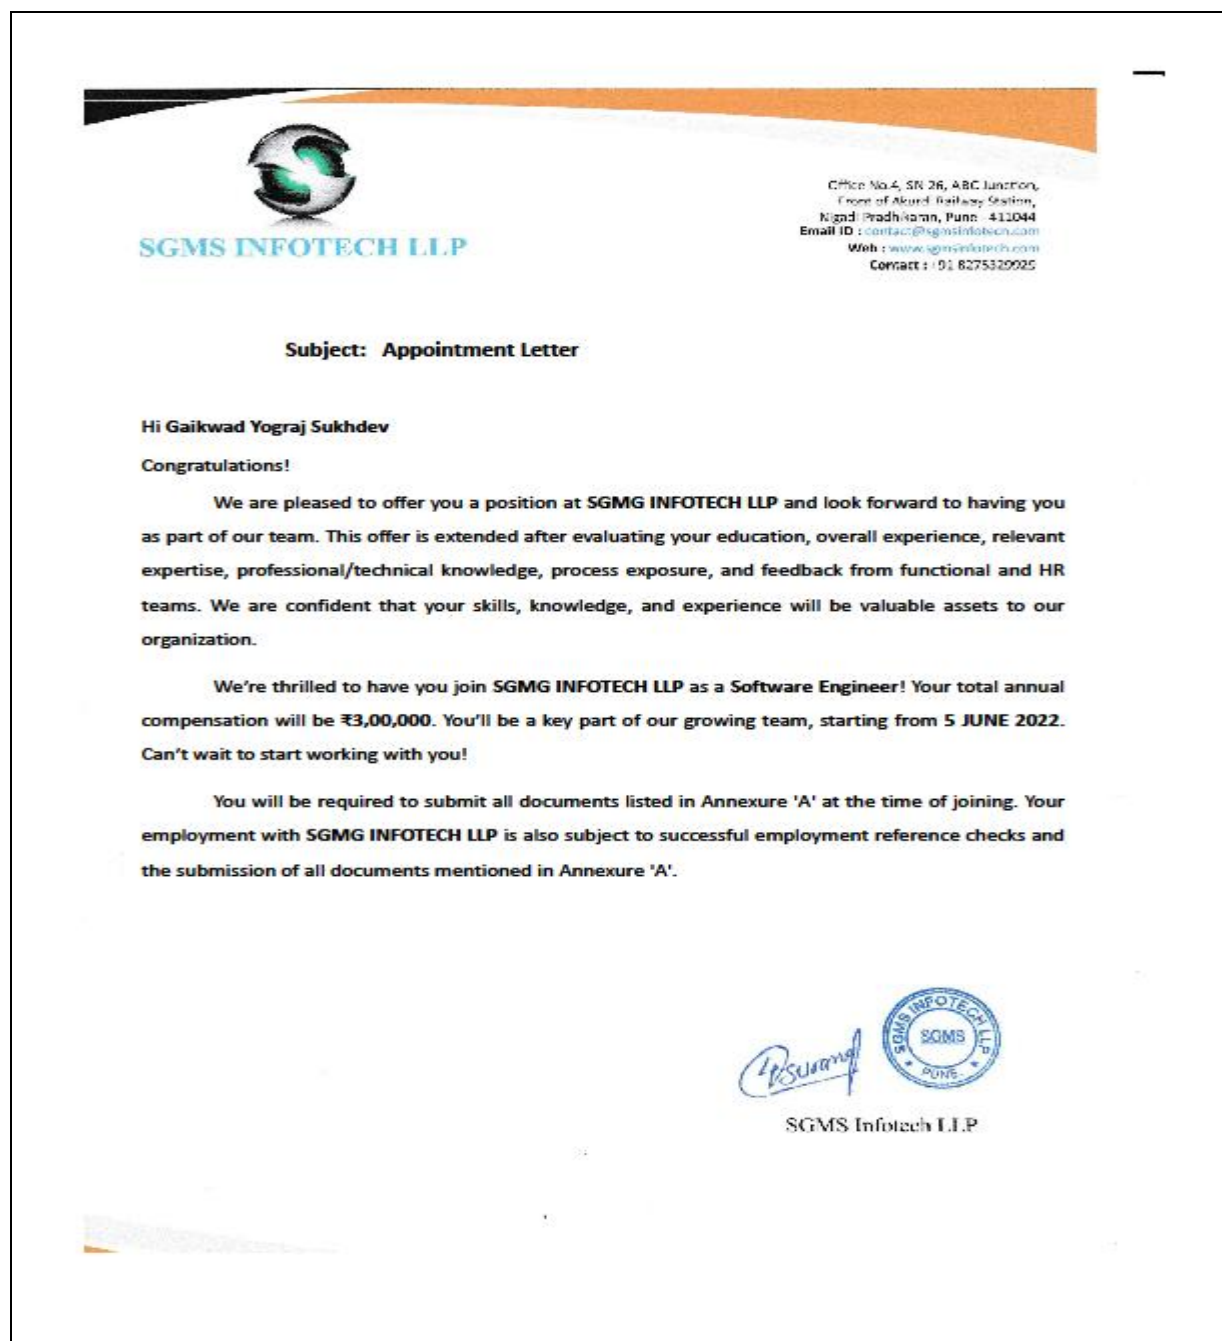 SGMS INFOTECH LLP
Office No.4, SN 26, ABC Junction,
Front of Akurdi Railway Station,
Nigadi Pradhikaran, Pune - 411044
Email ID : contact@sgmsinfotech.com
Web : www.sgmsinfotech.com
Contact : +91 8275329925
Subject: Appointment Letter
Hi Gaikwad Yograj Sukhdev
Congratulations!
We are pleased to offer you a position at SGMG INFOTECH LLP and look forward to having you
as part of our team. This offer is extended after evaluating your education, overall experience, relevant
expertise, professional/technical knowledge, process exposure, and feedback from functional and HR
teams. We are confident that your skills, knowledge, and experience will be valuable assets to our
organization.
We’re thrilled to have you join SGMG INFOTECH LLP as a Software Engineer! Your total annual
compensation will be ₹3,00,000. You’ll be a key part of our growing team, starting from 5 JUNE 2022.
Can’t wait to start working with you!
You will be required to submit all documents listed in Annexure 'A' at the time of joining. Your
employment with SGMG INFOTECH LLP is also subject to successful employment reference checks and
the submission of all documents mentioned in Annexure 'A'.
SGMS INFOTECH LLP
SGMS
PUNE
SGMS Infotech LLP